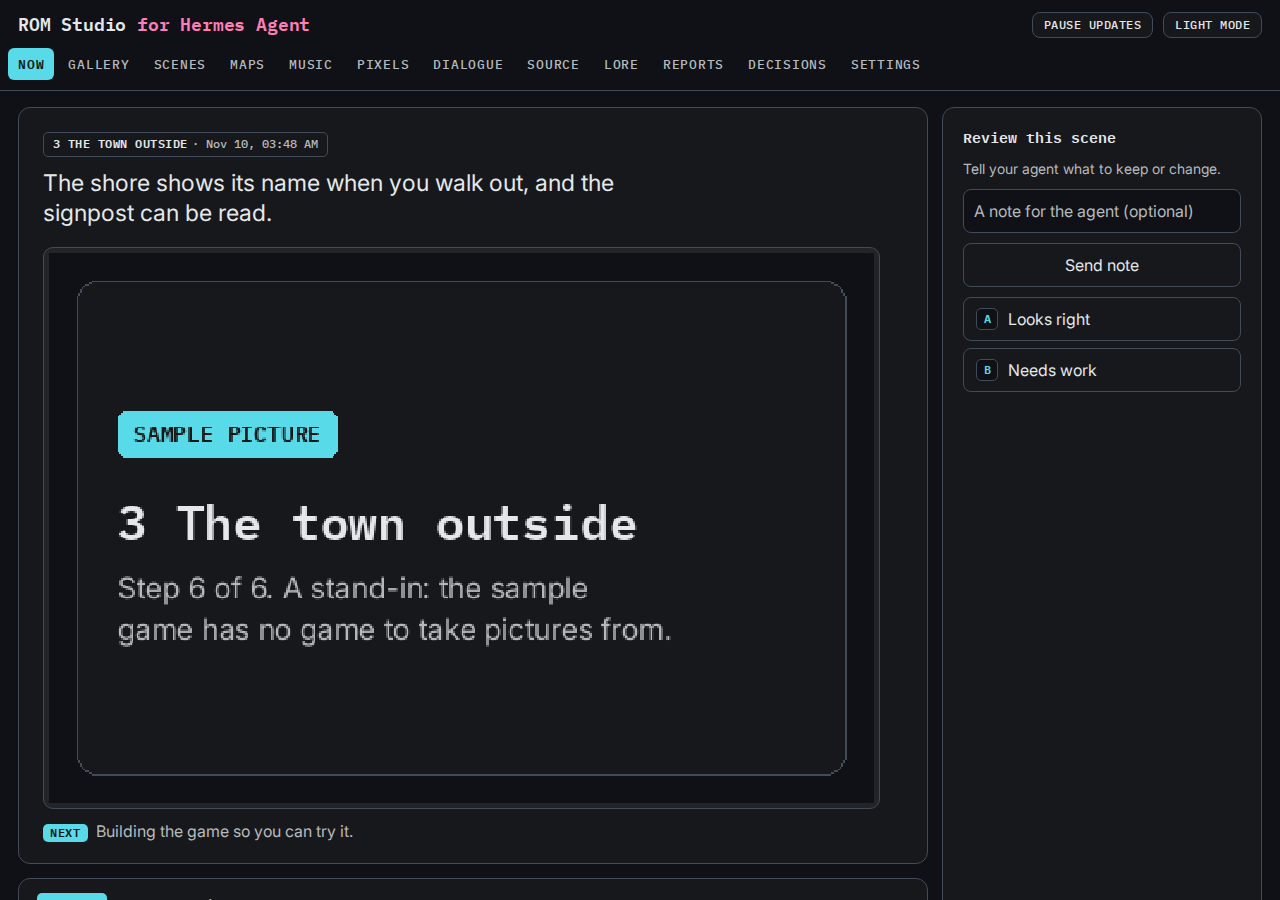 ROM Studio for Hermes Agent
PAUSE UPDATES
LIGHT MODE
NOW
GALLERY
SCENES
MAPS
MUSIC
PIXELS
DIALOGUE
SOURCE
LORE
REPORTS
DECISIONS
SETTINGS
3 THE TOWN OUTSIDE · Nov 10, 03:48 AM
The shore shows its name when you walk out, and the
signpost can be read.
SAMPLE PICTURE
3 The town outside
Step 6 of 6. A stand-in: the sample
game has no game to take pictures from.
NEXT Building the game so you can try it.
Review this scene
Tell your agent what to keep or change.
A note for the agent (optional)
Send note
A Looks right
B Needs work